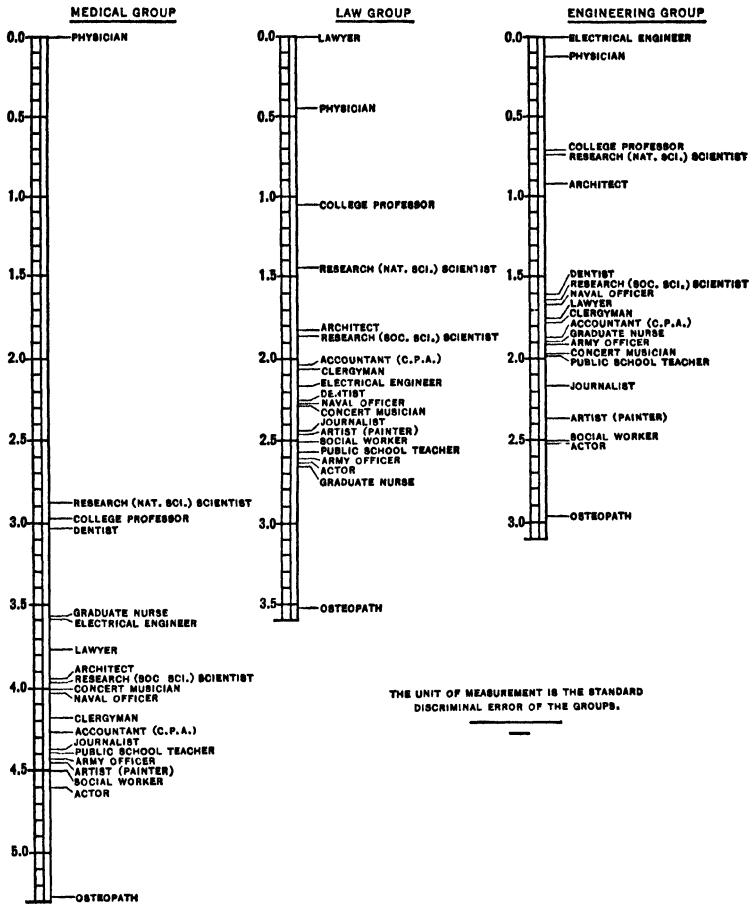 MEDICAL GROUP
0.0
PHYSICIAN
0.5
1.0
1.5
2.0
2.5
RESEARCH (NAT. SCI.) SCIENTIST
3.0
COLLEGE PROFESSOR
DENTIST
3.5
GRADUATE NURSE
ELECTRICAL ENGINEER
LAWYER
ARCHITECT
RESEARCH (SOC SCI.) SCIENTIST
4.0
CONCERT MUSICIAN
NAVAL OFFICER
CLERGYMAN
ACCOUNTANT (C.P.A.)
JOURNALIST
PUBLIC SCHOOL TEACHER
ARMY OFFICER
4.5
ARTIST (PAINTER)
SOCIAL WORKER
ACTOR
5.0
OSTEOPATH
LAW GROUP
0.0
LAWYER
PHYSICIAN
0.5
1.0
COLLEGE PROFESSOR
RESEARCH (NAT. SCI.) SCIENTIST
1.5
ARCHITECT
RESEARCH (SOC. SCI.) SCIENTIST
2.0
ACCOUNTANT (C.P.A.)
CLERGYMAN
ELECTRICAL ENGINEER
DENTIST
NAVAL OFFICER
CONCERT MUSICIAN
JOURNALIST
ARTIST (PAINTER)
2.5
SOCIAL WORKER
PUBLIC SCHOOL TEACHER
ARMY OFFICER
ACTOR
GRADUATE NURSE
3.0
3.5
OSTEOPATH
ENGINEERING GROUP
0.0
ELECTRICAL ENGINEER
PHYSICIAN
0.5
COLLEGE PROFESSOR
RESEARCH (NAT. SCI.) SCIENTIST
ARCHITECT
1.0
1.5
DENTIST
RESEARCH (SOC. SCI.) SCIENTIST
NAVAL OFFICER
LAWYER
CLERGYMAN
ACCOUNTANT (C.P.A.)
GRADUATE NURSE
ARMY OFFICER
2.0
CONCERT MUSICIAN
PUBLIC SCHOOL TEACHER
JOURNALIST
ARTIST (PAINTER)
2.5
SOCIAL WORKER
ACTOR
OSTEOPATH
3.0
THE UNIT OF MEASUREMENT IS THE STANDARD
DISCRIMINAL ERROR OF THE GROUPS.